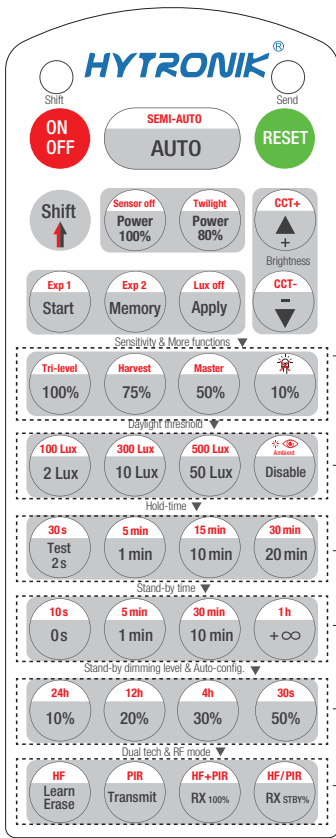 HYTRONIK®
Shift
Send
ON
OFF
SEMI-AUTO
AUTO
RESET
Shift
Sensor off
Power
100%
Twilight
Power
80%
CCT+
+
Brightness
CCT-
-
Exp 1
Start
Exp 2
Memory
Lux off
Apply
Sensitivity & More functions
Tri-level
100%
Harvest
75%
Master
50%
10%
Daylight threshold
100 Lux
2 Lux
300 Lux
10 Lux
500 Lux
50 Lux
Ambient
Disable
Hold-time
30s
Test
2s
5 min
1 min
15 min
10 min
30 min
20 min
Stand-by time
10s
0s
5 min
1 min
30 min
10 min
1h
+∞
Stand-by dimming level & Auto-config.
24h
10%
12h
20%
4h
30%
30s
50%
Dual tech & RF mode
HF
Learn
Erase
PIR
Transmit
HF+PIR
RX 100%
HF/PIR
RX STBY%